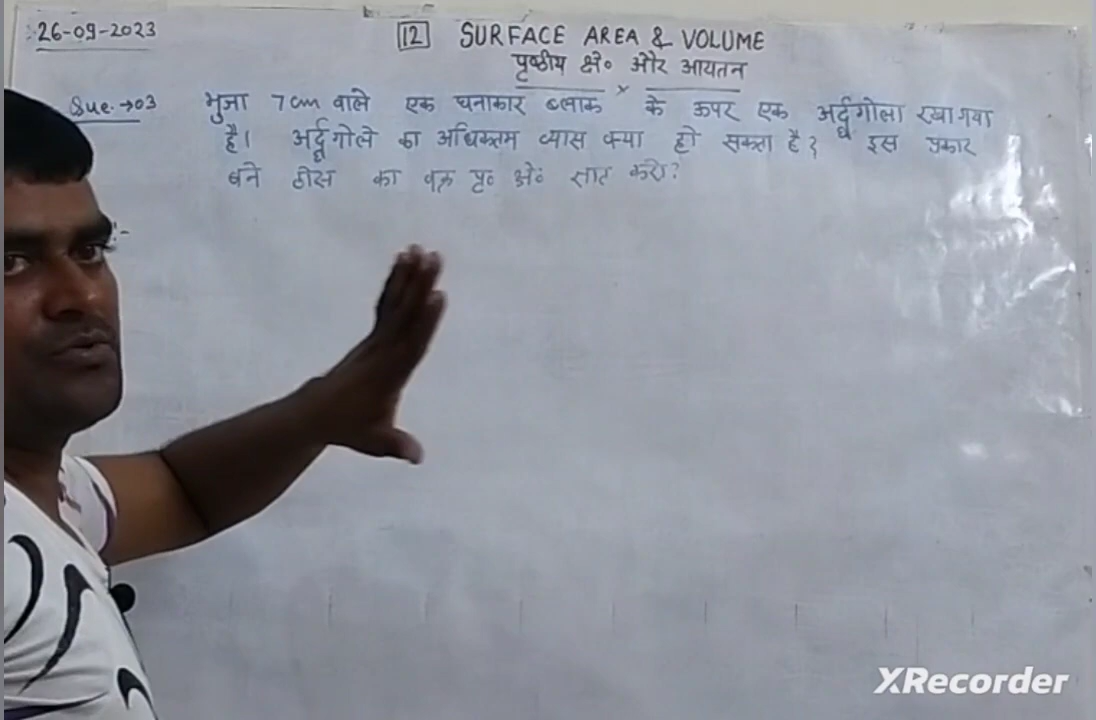 26-09-2023
12 SURFACE AREA & VOLUME
पृष्ठीय क्षे० और आयतन
Que.→03 भुजा 7cm वाले एक घनाकार ब्लाक के ऊपर एक अर्द्धगोला रखा गया
है। अर्द्धगोले का अधिकतम व्यास क्या हो सकता है? इस प्रकार
बने ठोस का वक्र पृ० क्षे० ज्ञात करो?
:-
XRecorder